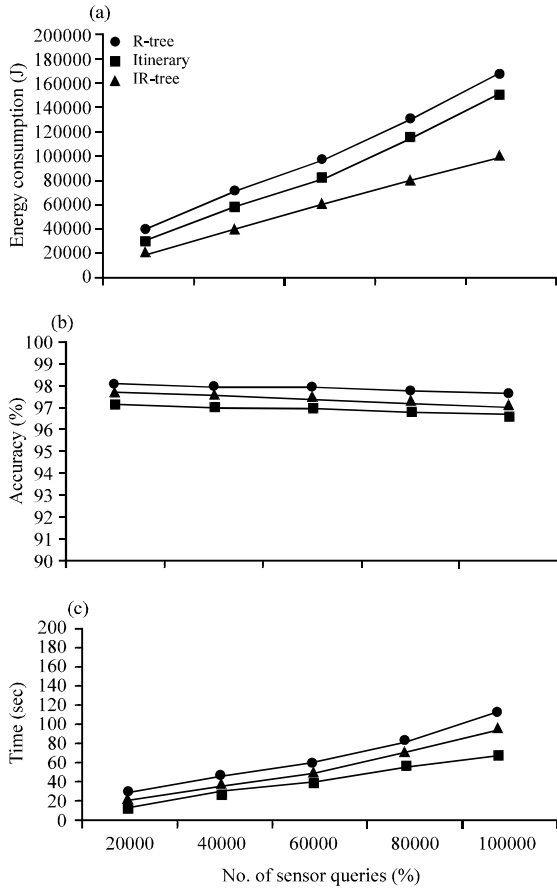 (a)
R-tree
Itinerary
IR-tree
Energy consumption (J)
180000
160000
140000
120000
100000
80000
60000
40000
20000
0
(b)
Accuracy (%)
100
99
98
97
96
95
94
93
92
91
90
(c)
Time (sec)
200
180
160
140
120
100
80
60
40
20
0
20000 40000 60000 80000 100000
No. of sensor queries (%)